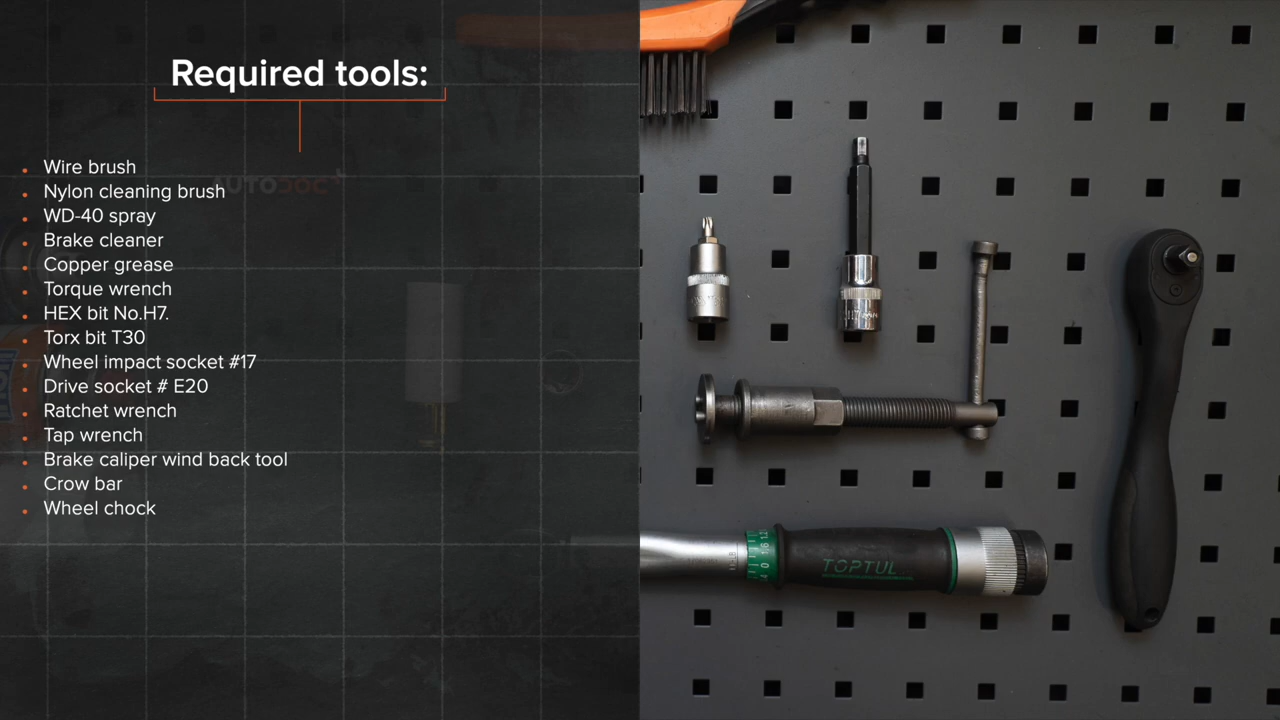 Required tools:
AUTODOC
Wire brush
Nylon cleaning brush
WD-40 spray
Brake cleaner
Copper grease
Torque wrench
HEX bit No.H7.
Torx bit T30
Wheel impact socket #17
Drive socket # E20
Ratchet wrench
Tap wrench
Brake caliper wind back tool
Crow bar
Wheel chock
TOPTUL